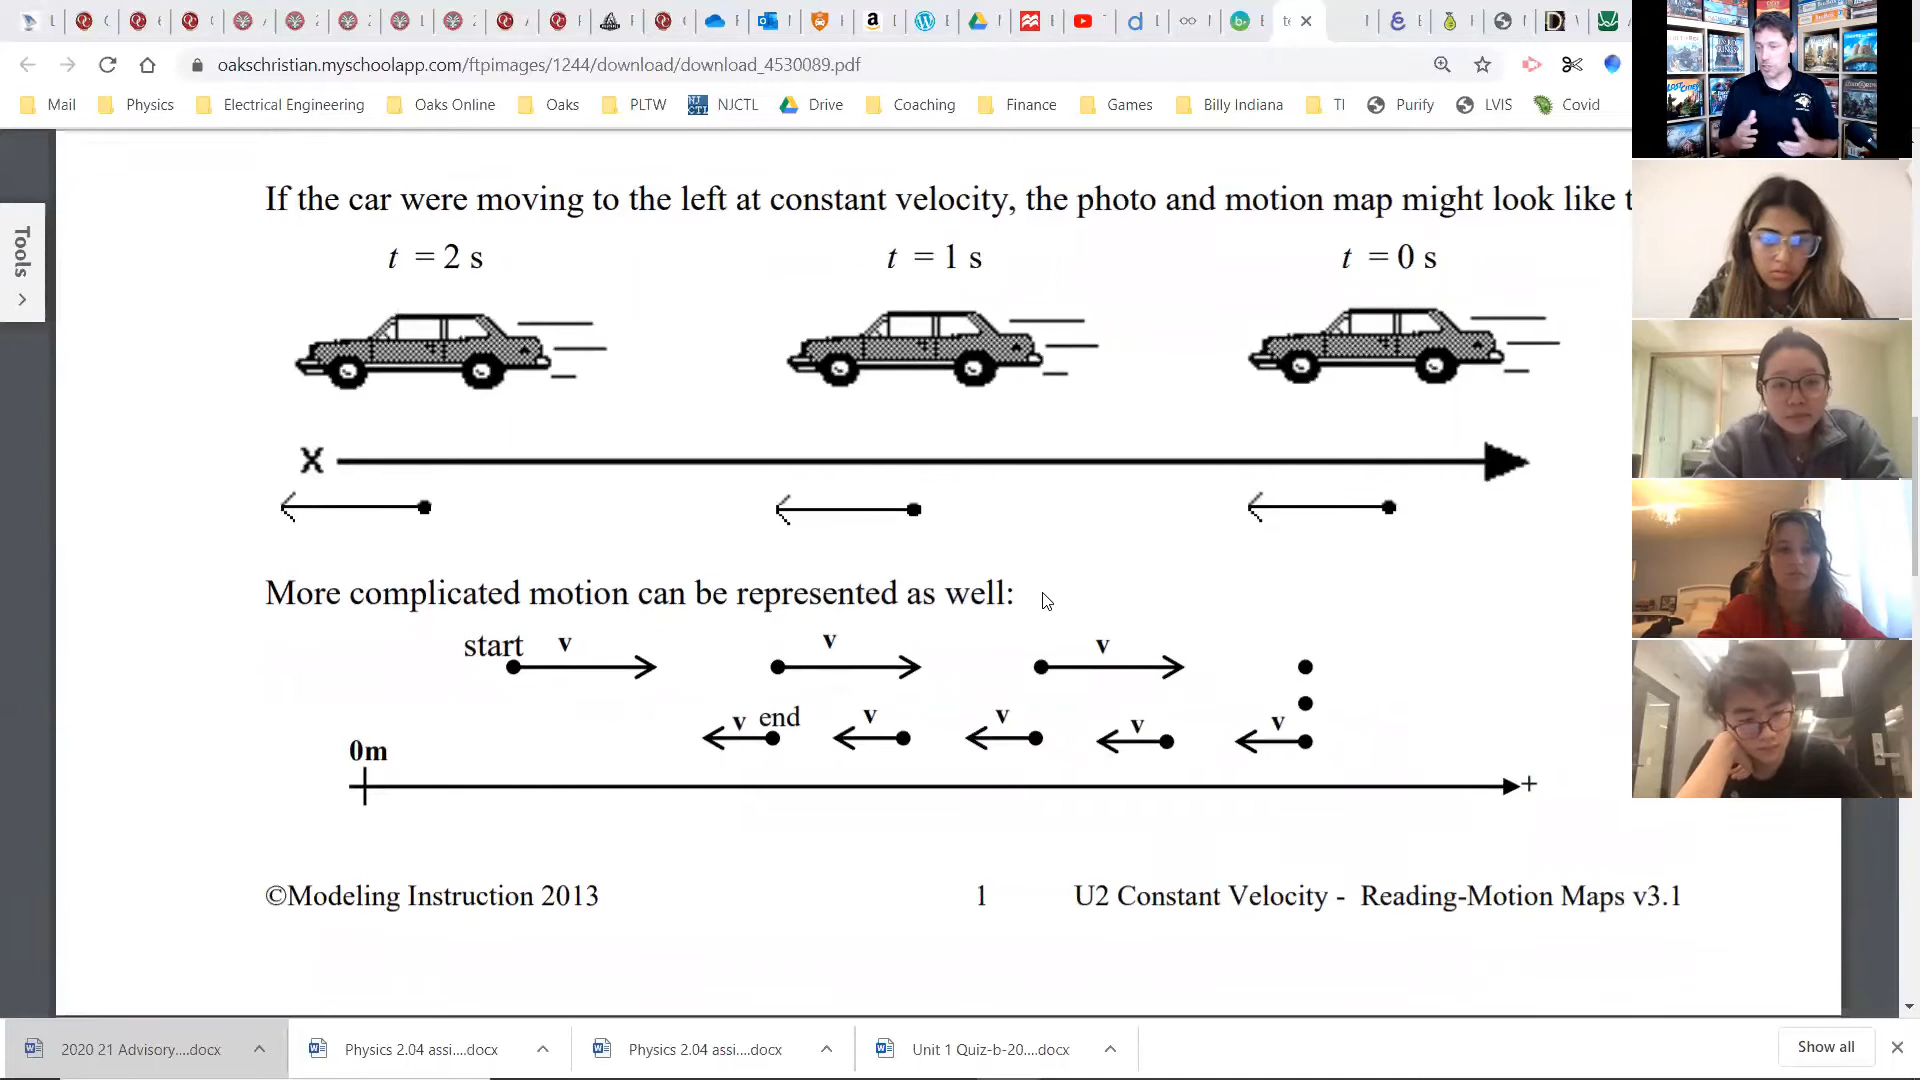 oakschristian.myschoolapp.com/ftpimages/1244/download/download_4530089.pdf
Mail Physics Electrical Engineering Oaks Online Oaks PLTW NJCTL Drive Coaching Finance Games Billy Indiana TI Purify LVIS Covid
Tools
If the car were moving to the left at constant velocity, the photo and motion map might look like
t = 2 s t = 1 s t = 0 s
X
More complicated motion can be represented as well:
start v v v
v end v v v v
0m
+
©Modeling Instruction 2013 1 U2 Constant Velocity - Reading-Motion Maps v3.1
2020 21 Advisory....docx Physics 2.04 assi....docx Physics 2.04 assi....docx Unit 1 Quiz-b-20....docx Show all